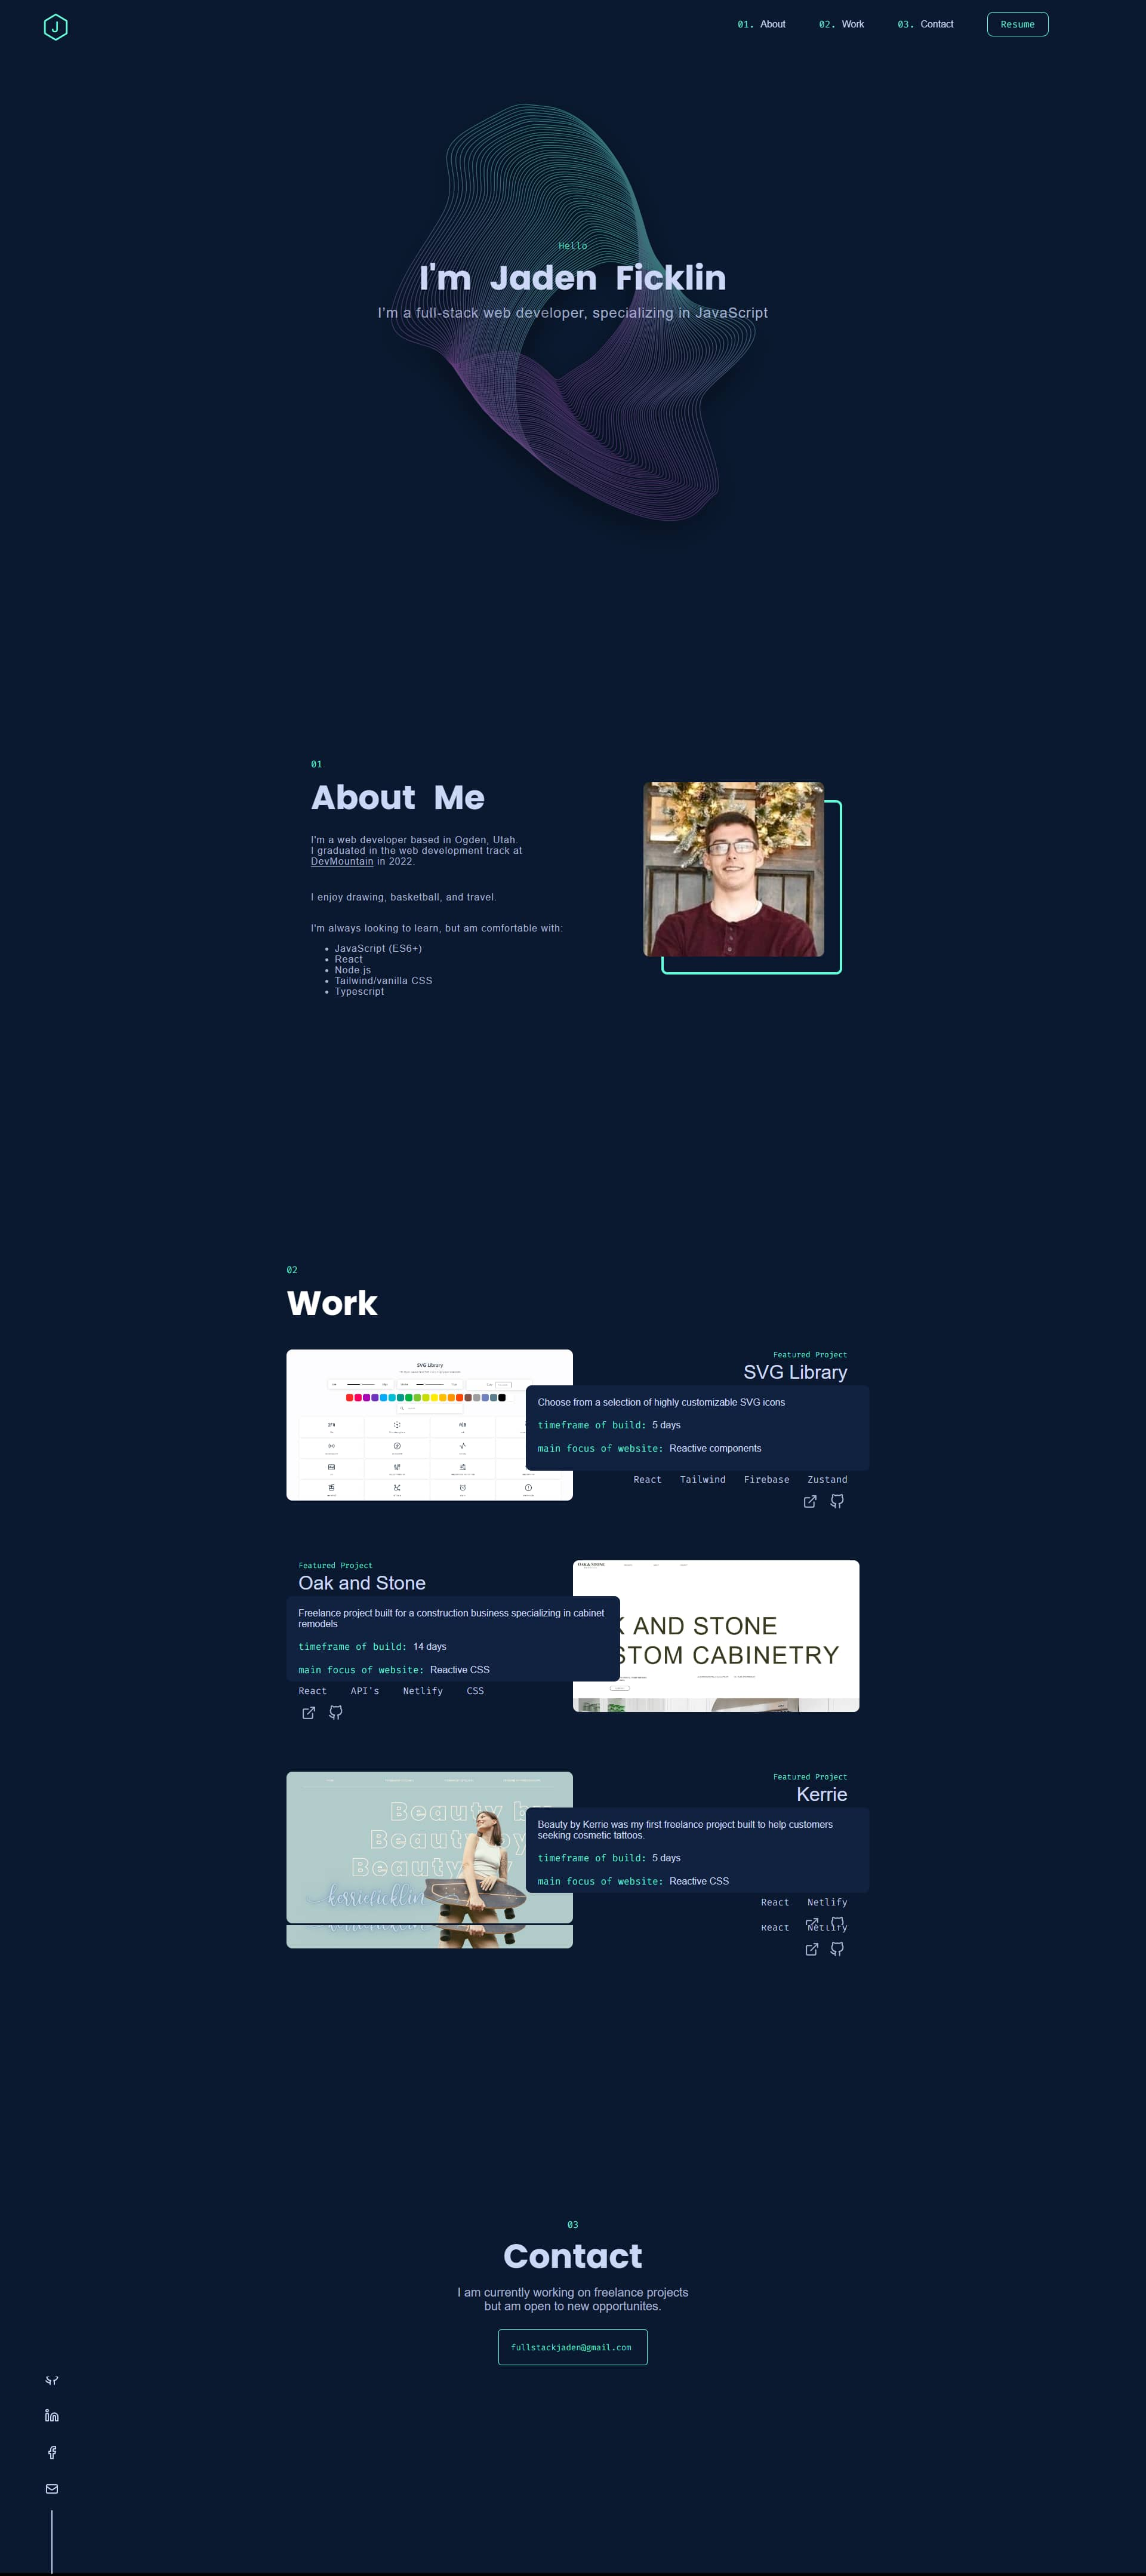 J
01. About 02. Work 03. Contact Resume
Hello
I'm Jaden Ficklin
I'm a full-stack web developer, specializing in JavaScript
01
About Me
I'm a web developer based in Ogden, Utah.
I graduated in the web development track at
DevMountain in 2022.
I enjoy drawing, basketball, and travel.
I'm always looking to learn, but am comfortable with:
JavaScript (ES6+)
React
Node.js
Tailwind/vanilla CSS
Typescript
02
Work
SVG Library
Featured Project
SVG Library
Choose from a selection of highly customizable SVG icons
timeframe of build: 5 days
main focus of website: Reactive components
React Tailwind Firebase Zustand
Featured Project
Oak and Stone
Freelance project built for a construction business specializing in cabinet
remodels
timeframe of build: 14 days
main focus of website: Reactive CSS
React API's Netlify CSS
OAK & STONE
K AND STONE
STOM CABINETRY
Beauty by
Beauty by
Beauty
kerrieficklin
Featured Project
Kerrie
Beauty by Kerrie was my first freelance project built to help customers
seeking cosmetic tattoos.
timeframe of build: 5 days
main focus of website: Reactive CSS
React Netlify
React Netlify
03
Contact
I am currently working on freelance projects
but am open to new opportunites.
fullstackjaden@gmail.com